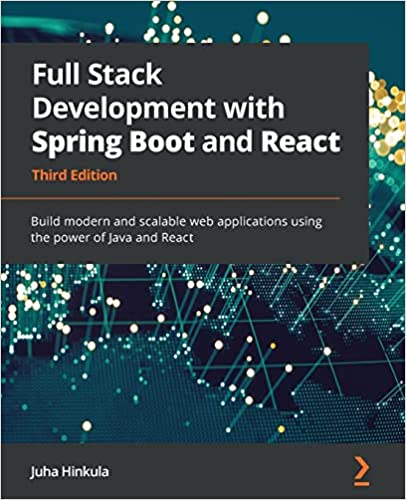 Full Stack
Development with
Spring Boot and React
Third Edition
Build modern and scalable web applications using
the power of Java and React
Juha Hinkula